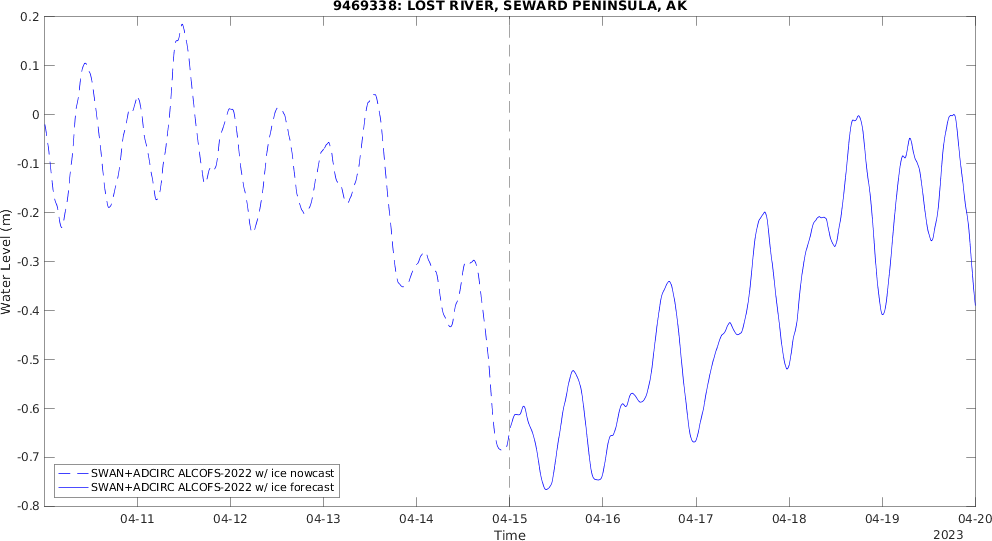 9469338: LOST RIVER, SEWARD PENINSULA, AK
0.2
0.1
0
-0.1
-0.2
-0.3
-0.4
-0.5
-0.6
-0.7
-0.8
Water Level (m)
SWAN+ADCIRC ALCOFS-2022 w/ ice nowcast
SWAN+ADCIRC ALCOFS-2022 w/ ice forecast
04-11 04-12 04-13 04-14 04-15 04-16 04-17 04-18 04-19 04-20
Time
2023